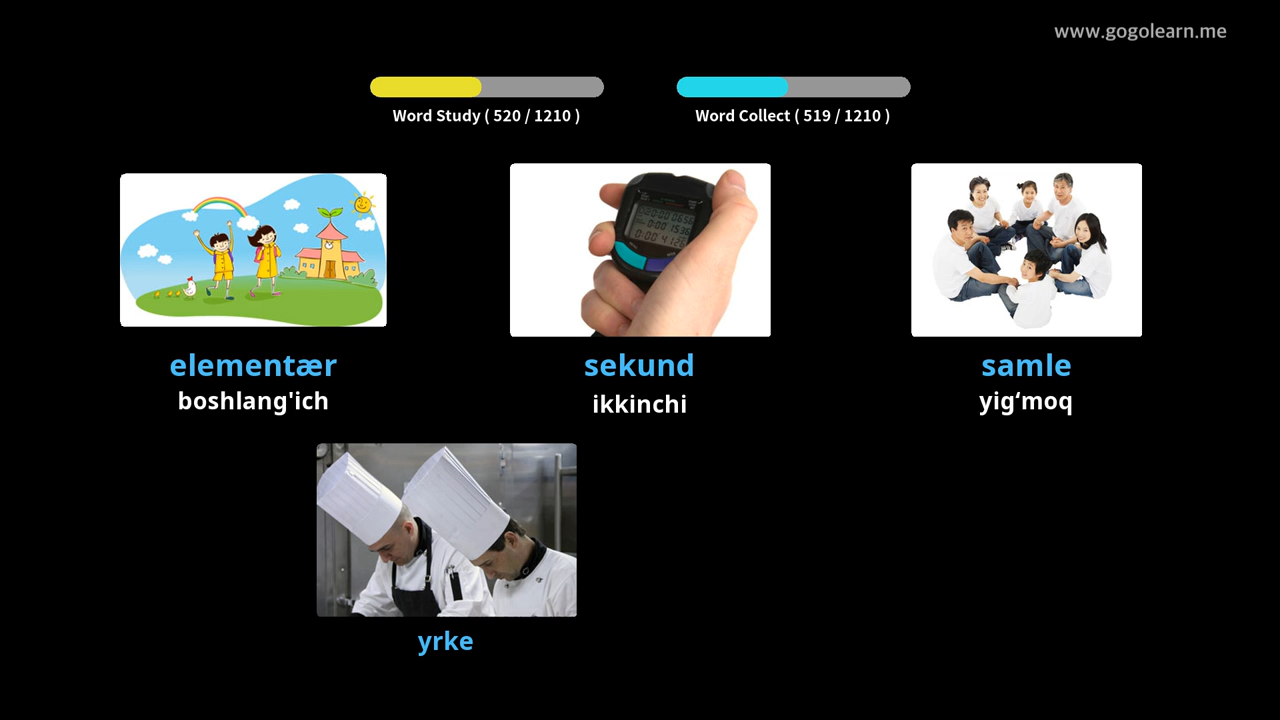 www.gogolearn.me
Word Study ( 520 / 1210 )
Word Collect ( 519 / 1210 )
elementær
boshlang'ich
sekund
ikkinchi
samle
yig‘moq
yrke